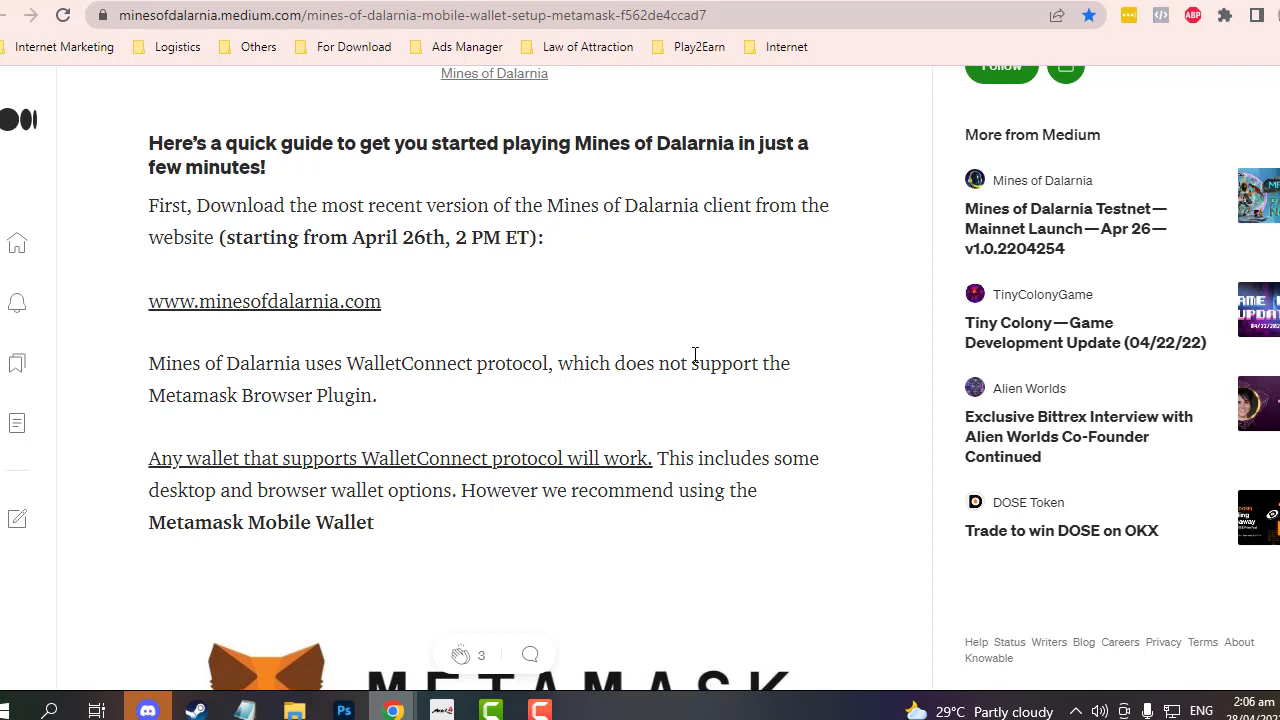 minesofdalarnia.medium.com/mines-of-dalarnia-mobile-wallet-setup-metamask-f562de4ccad7
Internet Marketing
Logistics
Others
For Download
Ads Manager
Law of Attraction
Play2Earn
Internet
Mines of Dalarnia
Here’s a quick guide to get you started playing Mines of Dalarnia in just a
few minutes!
First, Download the most recent version of the Mines of Dalarnia client from the
website (starting from April 26th, 2 PM ET):
www.minesofdalarnia.com
Mines of Dalarnia uses WalletConnect protocol, which does not support the
Metamask Browser Plugin.
Any wallet that supports WalletConnect protocol will work. This includes some
desktop and browser wallet options. However we recommend using the
Metamask Mobile Wallet
METAMASK
3
Follow
More from Medium
Mines of Dalarnia
Mines of Dalarnia Testnet—
Mainnet Launch—Apr 26—
v1.0.2204254
TinyColonyGame
Tiny Colony—Game
Development Update (04/22/22)
Alien Worlds
Exclusive Bittrex Interview with
Alien Worlds Co-Founder
Continued
DOSE Token
Trade to win DOSE on OKX
Help Status Writers Blog Careers Privacy Terms About
Knowable
ABP
Ps
29°C Partly cloudy
ENG
2:06 am